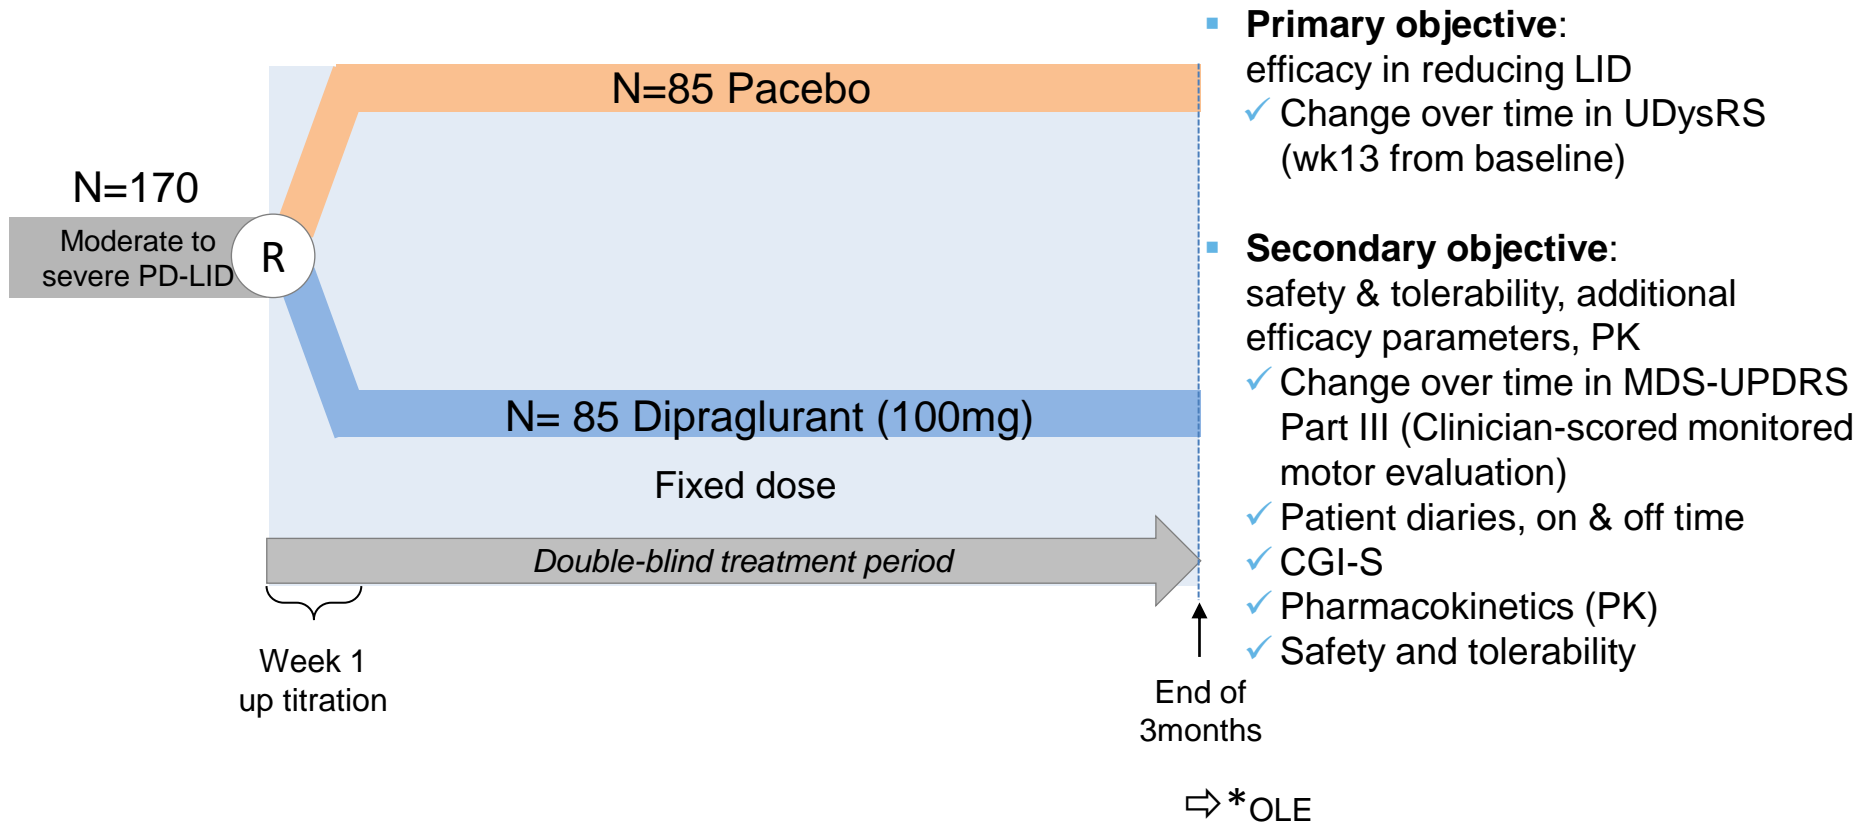 N=170
Moderate to
severe PD-LID
R
N=85 Pacebo
N= 85 Dipraglurant (100mg)
Fixed dose
Double-blind treatment period
Week 1
up titration
End of
3months
⇨*OLE
▪ Primary objective:
efficacy in reducing LID
✓ Change over time in UDysRS
(wk13 from baseline)
▪ Secondary objective:
safety & tolerability, additional
efficacy parameters, PK
✓ Change over time in MDS-UPDRS
Part III (Clinician-scored monitored
motor evaluation)
✓ Patient diaries, on & off time
✓ CGI-S
✓ Pharmacokinetics (PK)
✓ Safety and tolerability